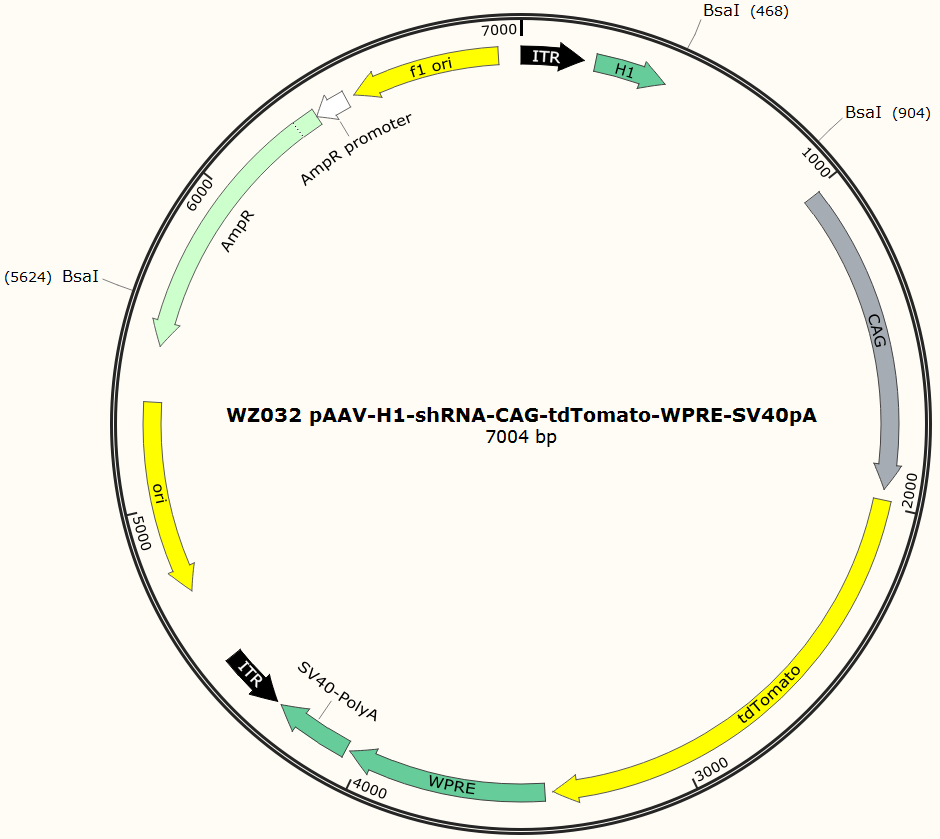 BsaI (468)
7000
ITR
H1
f1 ori
AmpR promoter
BsaI (904)
1000
6000
AmpR
(5624) BsaI
CAG
WZ032 pAAV-H1-shRNA-CAG-tdTomato-WPRE-SV40pA
7004 bp
ori
2000
5000
ITR
SV40-PolyA
tdTomato
WPRE
3000
4000